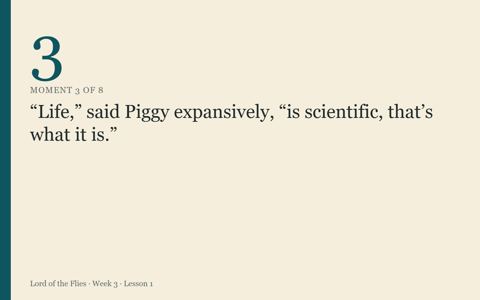 3
MOMENT 3 OF 8
“Life,” said Piggy expansively, “is scientific, that’s
what it is.”
Lord of the Flies · Week 3 · Lesson 1